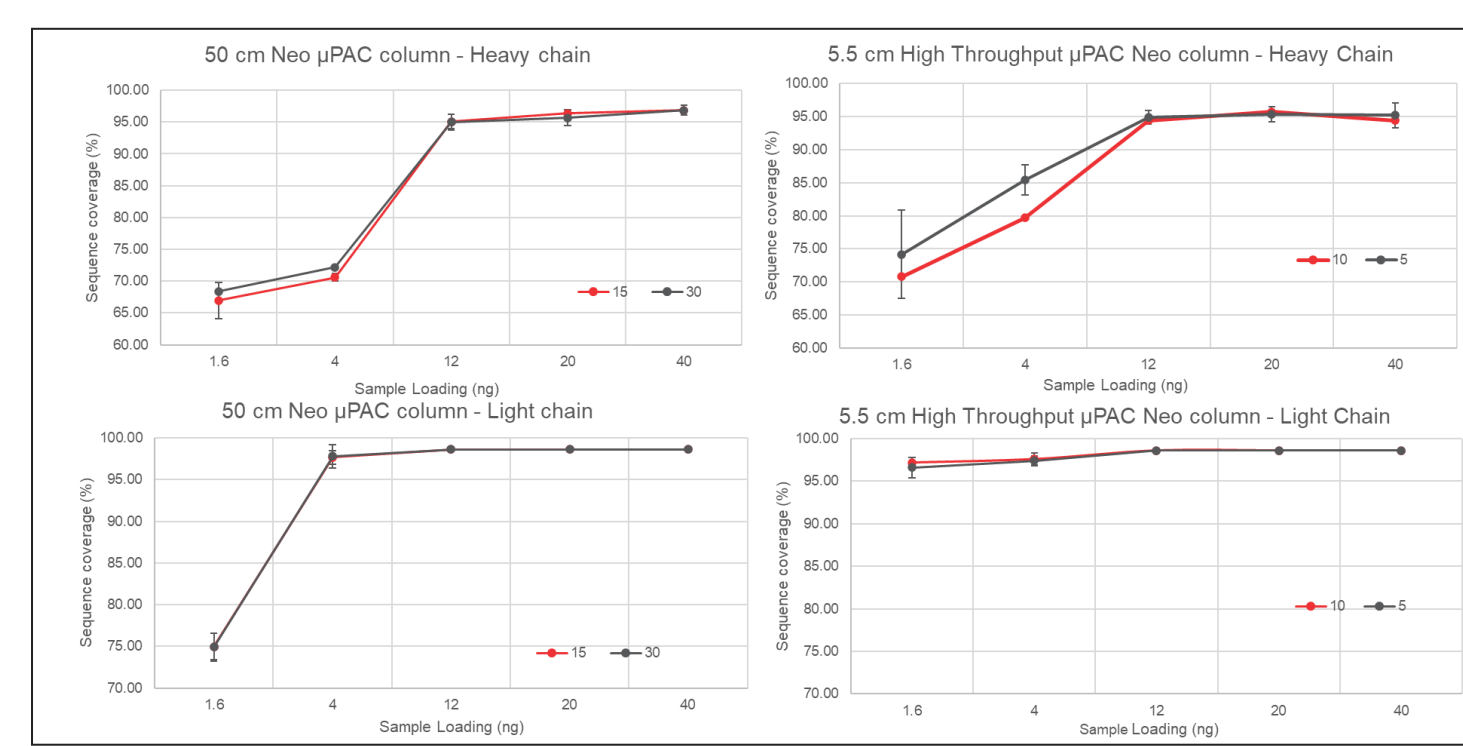 50 cm Neo µPAC column - Heavy chain
100.00
95.00
90.00
85.00
80.00
75.00
70.00
65.00
60.00
Sequence coverage (%)
15 30
1.6 4 12 20 40
Sample Loading (ng)
5.5 cm High Throughput µPAC Neo column - Heavy Chain
100.00
95.00
90.00
85.00
80.00
75.00
70.00
65.00
60.00
Sequence coverage (%)
10 5
1.6 4 12 20 40
Sample Loading (ng)
50 cm Neo µPAC column - Light chain
100.00
95.00
90.00
85.00
80.00
75.00
70.00
Sequence coverage (%)
15 30
1.6 4 12 20 40
Sample Loading (ng)
5.5 cm High Throughput µPAC Neo column - Light Chain
100.00
95.00
90.00
85.00
80.00
75.00
70.00
Sequence coverage (%)
10 5
1.6 4 12 20 40
Sample Loading (ng)